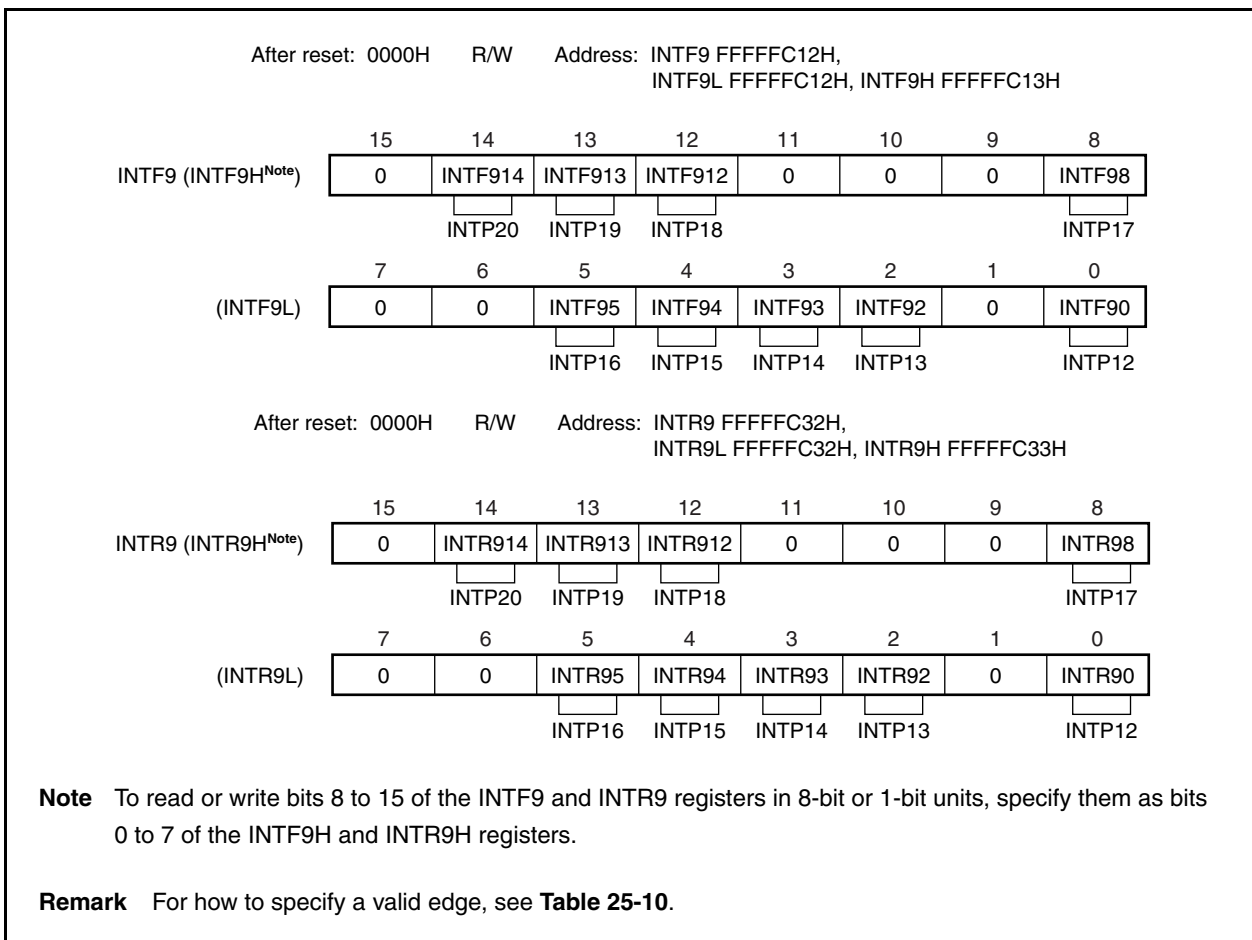 After reset: 0000H R/W Address: INTF9 FFFFFC12H,
INTF9L FFFFFC12H, INTF9H FFFFFC13H
15 14 13 12 11 10 9 8
INTF9 (INTF9HNote) 0 INTF914 INTF913 INTF912 0 0 0 INTF98
INTP20 INTP19 INTP18 INTP17
7 6 5 4 3 2 1 0
(INTF9L) 0 0 INTF95 INTF94 INTF93 INTF92 0 INTF90
INTP16 INTP15 INTP14 INTP13 INTP12
After reset: 0000H R/W Address: INTR9 FFFFFC32H,
INTR9L FFFFFC32H, INTR9H FFFFFC33H
15 14 13 12 11 10 9 8
INTR9 (INTR9HNote) 0 INTR914 INTR913 INTR912 0 0 0 INTR98
INTP20 INTP19 INTP18 INTP17
7 6 5 4 3 2 1 0
(INTR9L) 0 0 INTR95 INTR94 INTR93 INTR92 0 INTR90
INTP16 INTP15 INTP14 INTP13 INTP12
Note To read or write bits 8 to 15 of the INTF9 and INTR9 registers in 8-bit or 1-bit units, specify them as bits
0 to 7 of the INTF9H and INTR9H registers.
Remark For how to specify a valid edge, see Table 25-10.